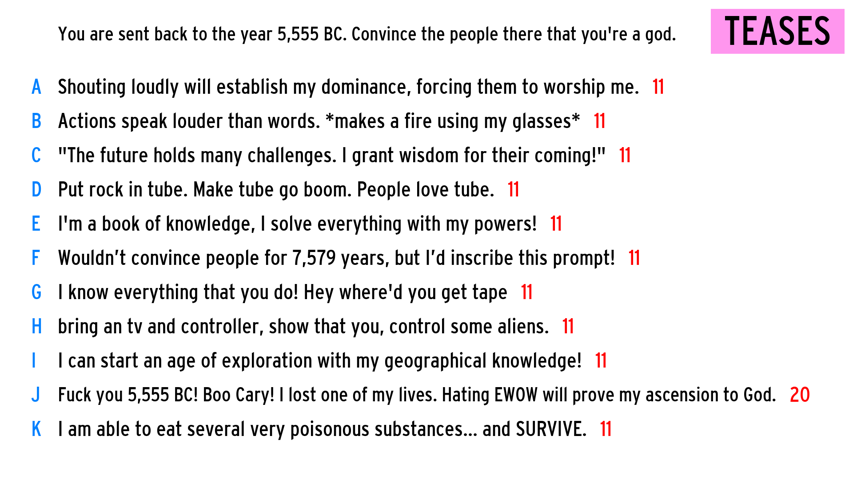 You are sent back to the year 5,555 BC. Convince the people there that you're a god.
TEASES
A Shouting loudly will establish my dominance, forcing them to worship me. 11
B Actions speak louder than words. *makes a fire using my glasses* 11
C "The future holds many challenges. I grant wisdom for their coming!" 11
D Put rock in tube. Make tube go boom. People love tube. 11
E I'm a book of knowledge, I solve everything with my powers! 11
F Wouldn’t convince people for 7,579 years, but I’d inscribe this prompt! 11
G I know everything that you do! Hey where'd you get tape 11
H bring an tv and controller, show that you, control some aliens. 11
I I can start an age of exploration with my geographical knowledge! 11
J Fuck you 5,555 BC! Boo Cary! I lost one of my lives. Hating EWOW will prove my ascension to God. 20
K I am able to eat several very poisonous substances... and SURVIVE. 11